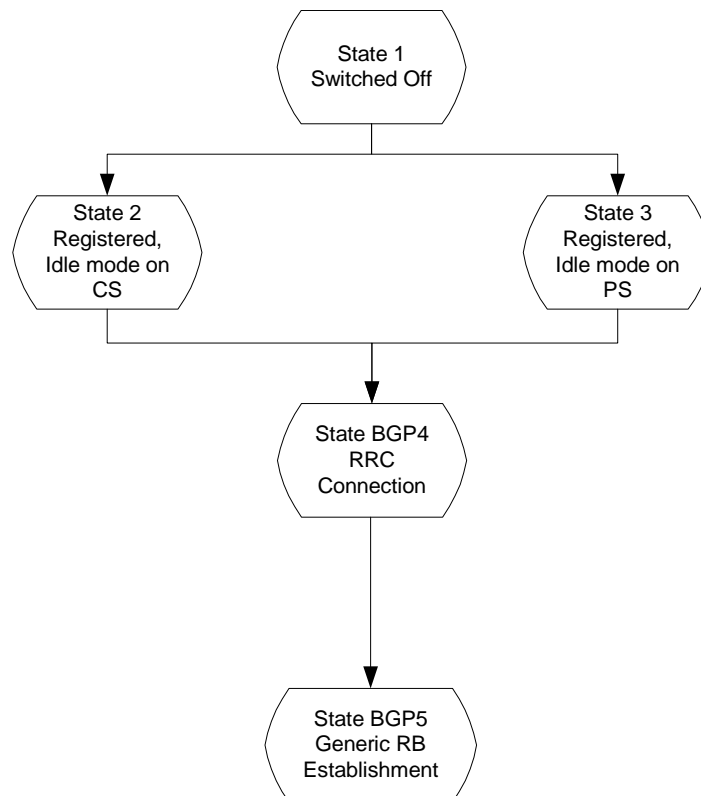 State 1
Switched Off
State 2
Registered,
Idle mode on
CS
State 3
Registered,
Idle mode on
PS
State BGP4
RRC
Connection
State BGP5
Generic RB
Establishment